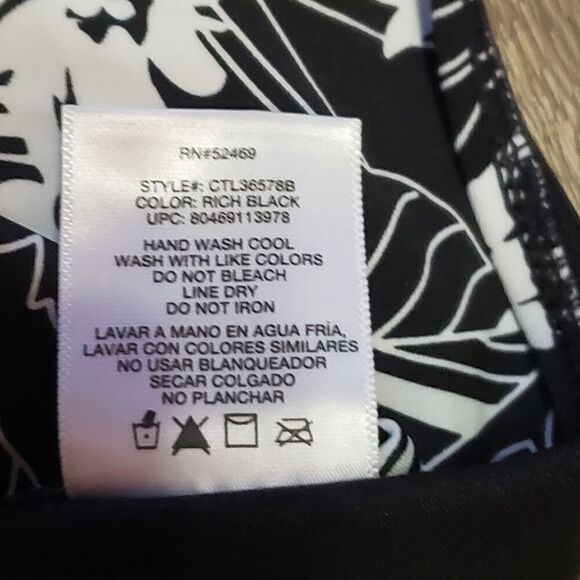 RN#52469
STYLE#: CTL36578B
COLOR: RICH BLACK
UPC: 80469113978
HAND WASH COOL
WASH WITH LIKE COLORS
DO NOT BLEACH
LINE DRY
DO NOT IRON
LAVAR A MANO EN AGUA FRÍA,
LAVAR CON COLORES SIMILARES
NO USAR BLANQUEADOR
SECAR COLGADO
NO PLANCHAR